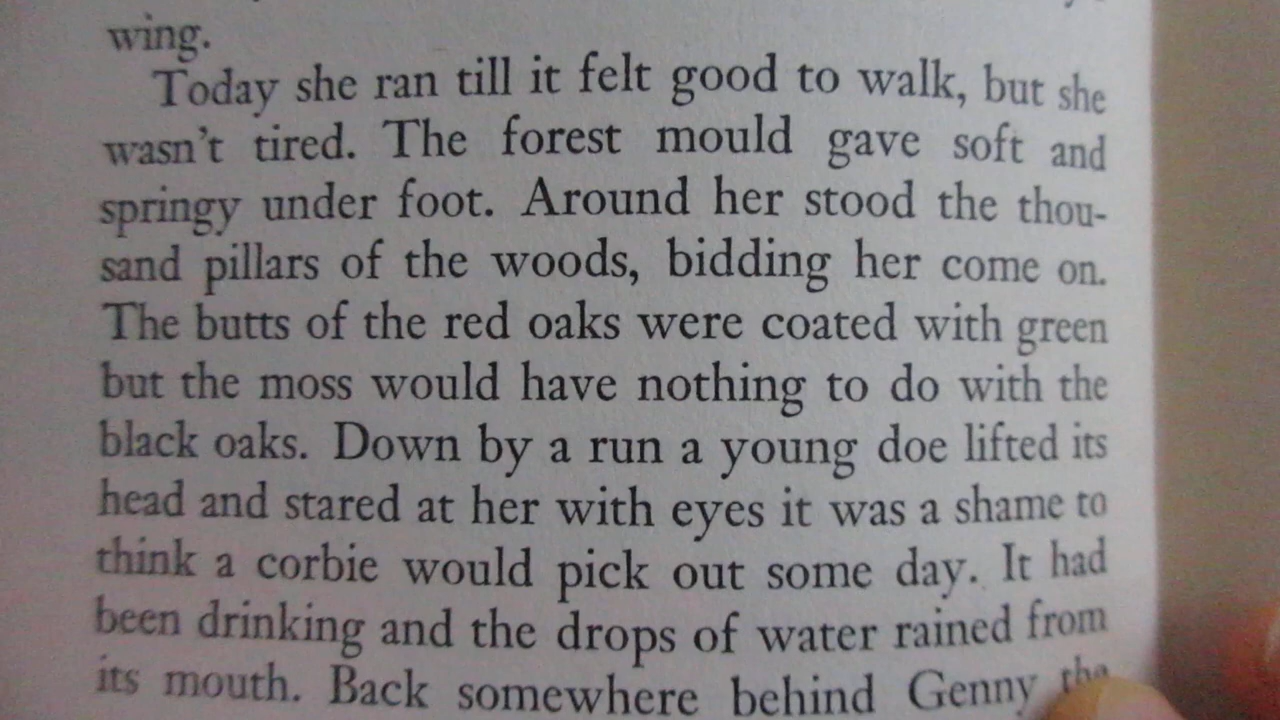 wing.
Today she ran till it felt good to walk, but she
wasn't tired. The forest mould gave soft and
springy under foot. Around her stood the thou-
sand pillars of the woods, bidding her come on.
The butts of the red oaks were coated with green
but the moss would have nothing to do with the
black oaks. Down by a run a young doe lifted its
head and stared at her with eyes it was a shame to
think a corbie would pick out some day. It had
been drinking and the drops of water rained from
its mouth. Back somewhere behind Genny the